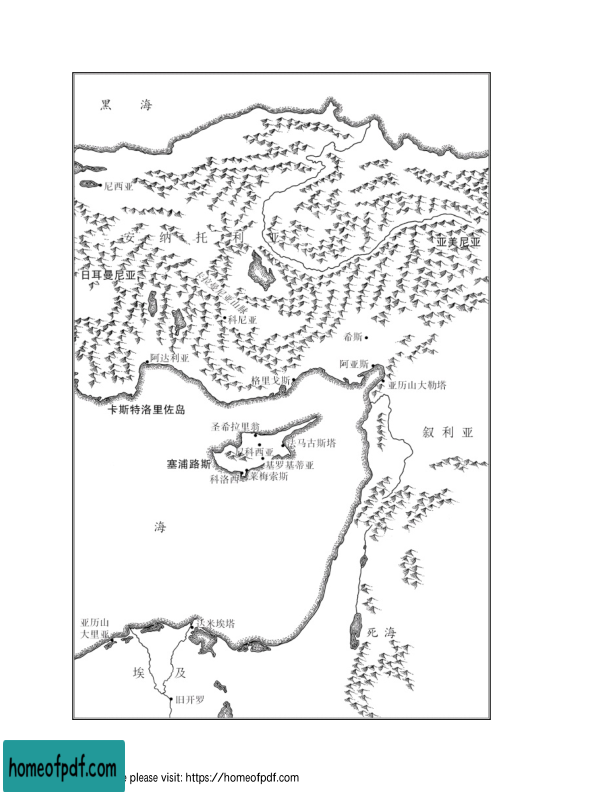 黑 海
尼西亚
安 纳 托 利 亚
亚美尼亚
日耳曼尼亚
科尼亚
希斯
阿达利亚
阿亚斯
格里戈斯
亚历山大勒塔
卡斯特洛里佐岛
圣希拉里翁
叙 利 亚
法马古斯塔
尼科西亚
塞浦路斯
基罗基蒂亚
科洛西
莱梅索斯
海
亚历山
大里亚
达米埃塔
死 海
埃 及
旧开罗
homeofpdf.com
e please visit: https://homeofpdf.com